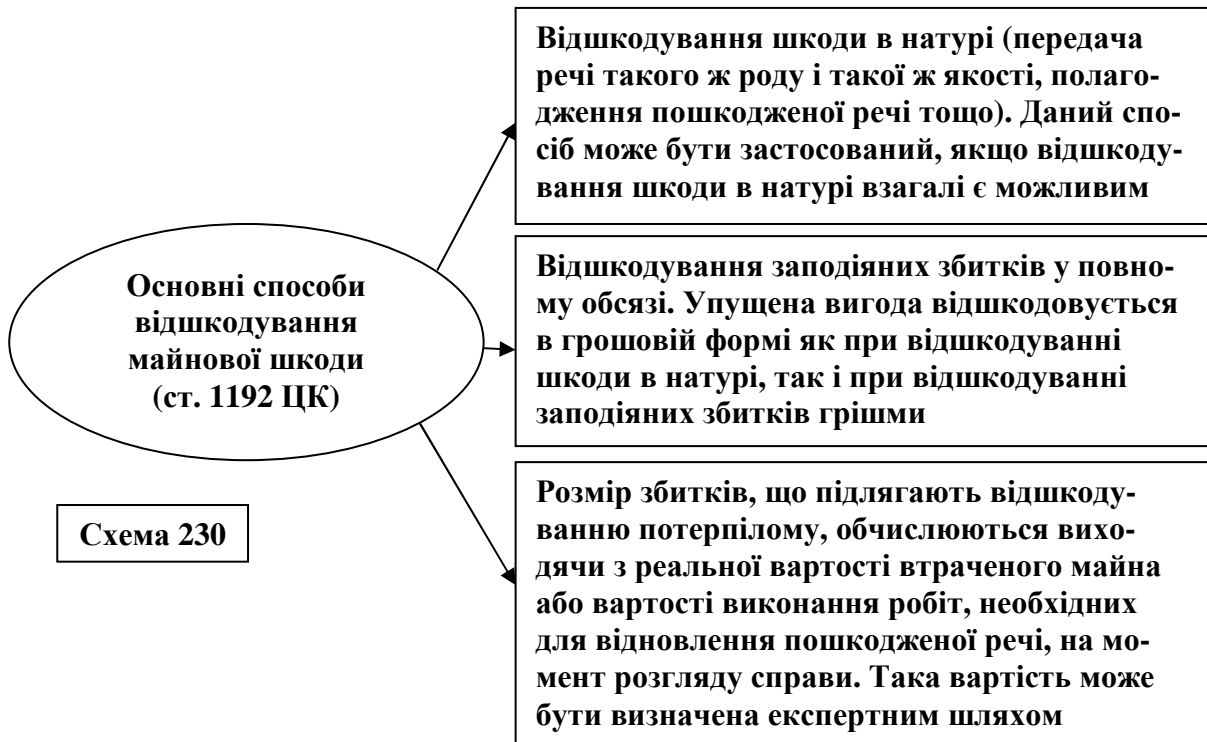 Відшкодування шкоди в натурі (передача
речі такого ж роду і такої ж якості, полаго-
дження пошкодженої речі тощо). Даний спо-
сіб може бути застосований, якщо відшкоду-
вання шкоди в натурі взагалі є можливим
Основні способи
відшкодування
майнової шкоди
(ст. 1192 ЦК)
Відшкодування заподіяних збитків у повно-
му обсязі. Упущена вигода відшкодовується
в грошовій формі як при відшкодуванні
шкоди в натурі, так і при відшкодуванні
заподіяних збитків грішми
Схема 230
Розмір збитків, що підлягають відшкоду-
ванню потерпілому, обчислюються вихо-
дячи з реальної вартості втраченого майна
або вартості виконання робіт, необхідних
для відновлення пошкодженої речі, на мо-
мент розгляду справи. Така вартість може
бути визначена експертним шляхом